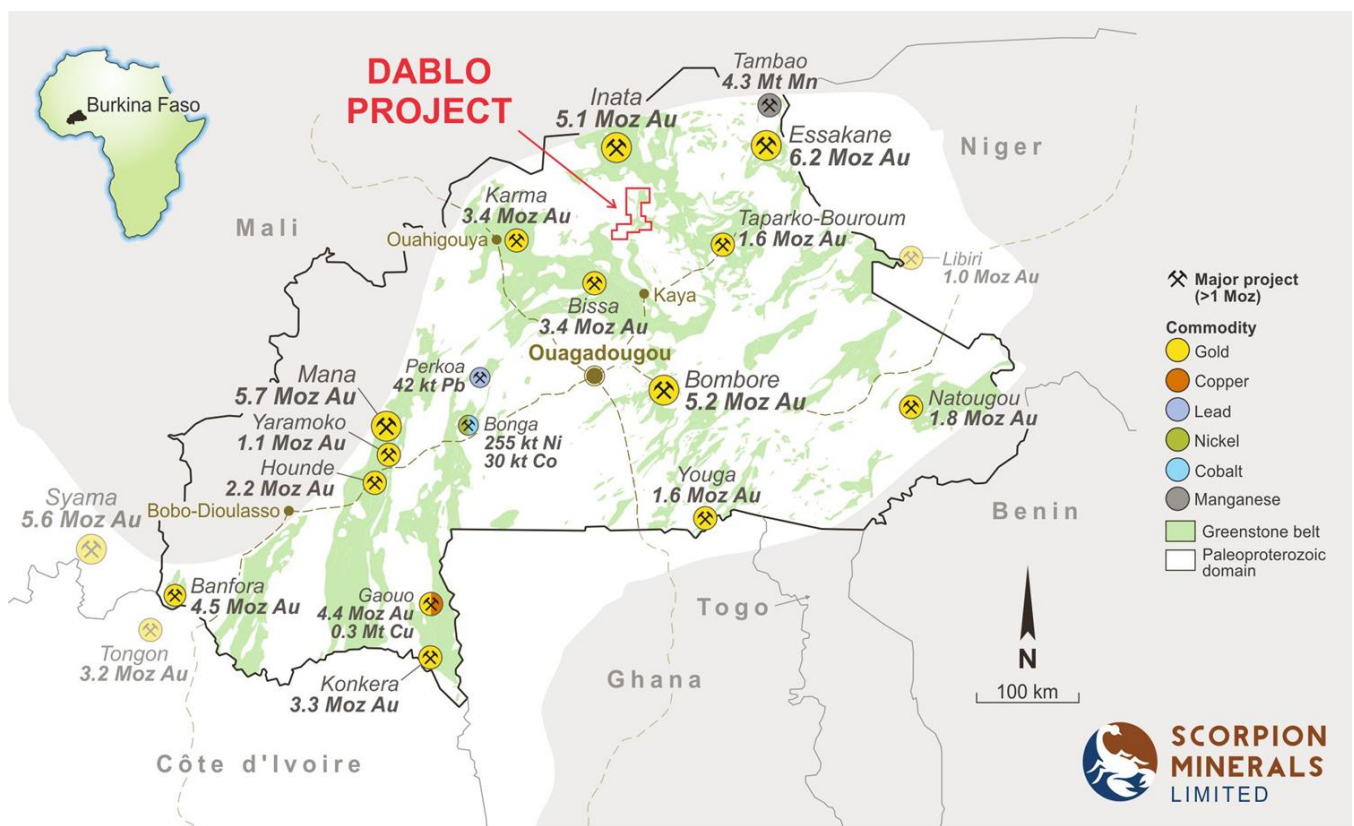 Burkina Faso
DABLO
PROJECT
Tambao
4.3 Mt Mn
Inata
5.1 Moz Au
Essakane
6.2 Moz Au
Niger
Mali
Karma
3.4 Moz Au
Ouahigouya
Taparko-Bouroum
1.6 Moz Au
Libiri
1.0 Moz Au
Kaya
Bissa
3.4 Moz Au
Ouagadougou
Perkoa
42 kt Pb
Mana
5.7 Moz Au
Bombore
5.2 Moz Au
Natougou
1.8 Moz Au
Yaramoko
1.1 Moz Au
Bonga
255 kt Ni
30 kt Co
Hounde
2.2 Moz Au
Youga
1.6 Moz Au
Syama
5.6 Moz Au
Bobo-Dioulasso
Benin
Banfora
4.5 Moz Au
Gaouo
4.4 Moz Au
0.3 Mt Cu
Togo
Tongon
3.2 Moz Au
Konkera
3.3 Moz Au
Ghana
Côte d'Ivoire
Major project
(>1 Moz)
Commodity
Gold
Copper
Lead
Nickel
Cobalt
Manganese
Greenstone belt
Paleoproterozoic
domain
N
100 km
SCORPION
MINERALS
LIMITED